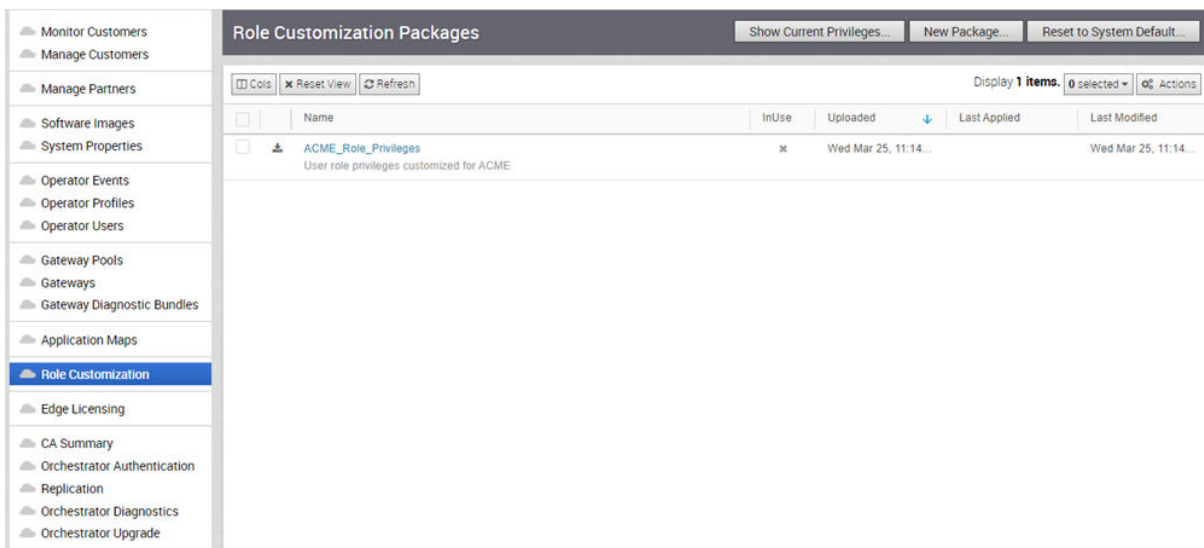 Monitor Customers
Manage Customers
Manage Partners
Software Images
System Properties
Operator Events
Operator Profiles
Operator Users
Gateway Pools
Gateways
Gateway Diagnostic Bundles
Application Maps
Role Customization
Edge Licensing
CA Summary
Orchestrator Authentication
Replication
Orchestrator Diagnostics
Orchestrator Upgrade
Role Customization Packages
Show Current Privileges... New Package... Reset to System Default...
Cols Reset View Refresh Display 1 items. 0 selected Actions
Name InUse Uploaded Last Applied Last Modified
ACME_Role_Privileges Wed Mar 25, 11:14... Wed Mar 25, 11:14...
User role privileges customized for ACME